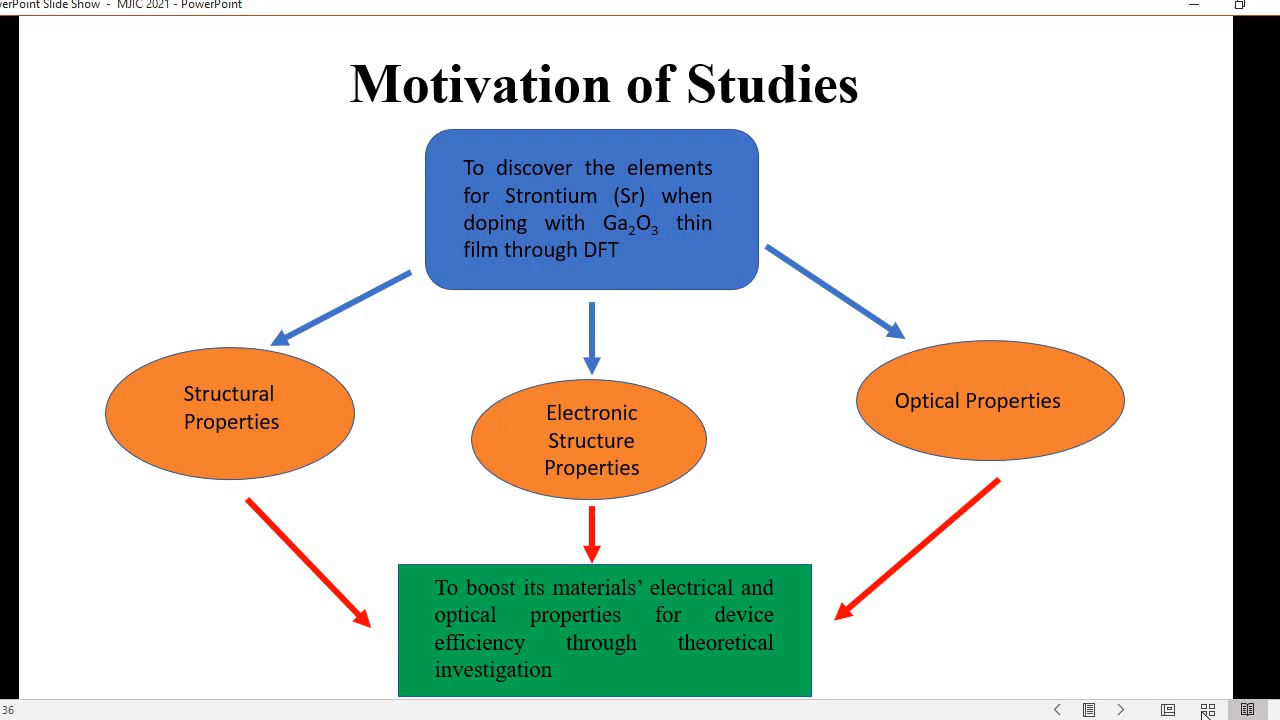 verPoint Slide Show - MJIC 2021 - PowerPoint
Motivation of Studies
To discover the elements
for Strontium (Sr) when
doping with Ga₂O₃ thin
film through DFT
Structural
Properties
Electronic
Structure
Properties
Optical Properties
To boost its materials’ electrical and
optical properties for device
efficiency through theoretical
investigation
36